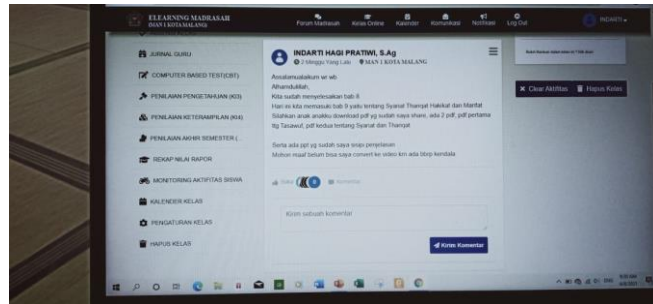 ELEARNING MADRASAH
(MAN 1 KOTA MALANG)
Forum Madrasah
Kelas Online
Kalender
Komunikasi
Notifikasi
Log Out
INDARTI
JURNAL GURU
COMPUTER BASED TEST(CBT)
PENILAIAN PENGETAHUAN (KI3)
PENILAIAN KETERAMPILAN (KI4)
PENILAIAN AKHIR SEMESTER (
REKAP NILAI RAPOR
MONITORING AKTIFITAS SISWA
KALENDER KELAS
PENGATURAN KELAS
HAPUS KELAS
INDARTI HAGI PRATIWI, S.Ag
2 Minggu Yang Lalu MAN 1 KOTA MALANG
Assalamualaikum wr wb
Alhamdulilah,
Kita sudah menyelesaikan bab 8
Hari ini kita memasuki bab 9 yaitu tentang Syariat Thariqat Hakikat dan Marifat
Silahkan anak anakku download pdf yg sudah saya share, ada 2 pdf, pdf pertama
ttg Tasawuf, pdf kedua tentang Syariat dan Thariqat
Serta ada ppt yg sudah saya siapi penjelasan
Mohon maaf belum bisa saya convert ke video krn ada bbrp kendala
Komentar
Kirim sebuah komentar
Kirim Komentar
Clear Aktifitas
Hapus Kelas
ENG